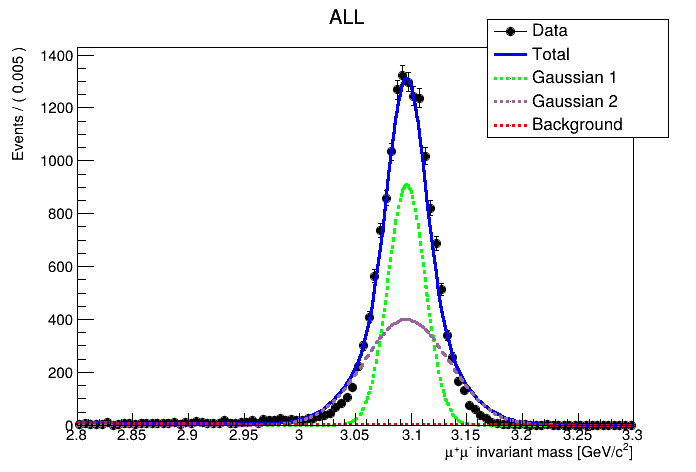 ALL
Data
Total
Gaussian 1
Gaussian 2
Background
Events / ( 0.005 )
1400
1200
1000
800
600
400
200
0
2.8 2.85 2.9 2.95 3 3.05 3.1 3.15 3.2 3.25 3.3
μ⁺μ⁻ invariant mass [GeV/c²]